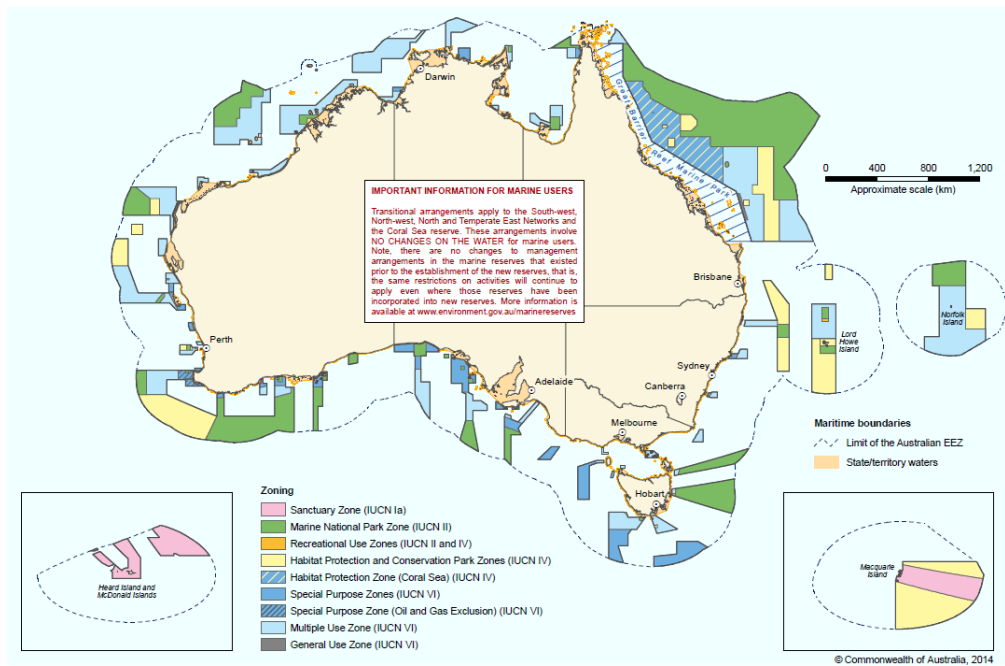 Darwin
Great Barrier
Reef Marine Park
0 400 800 1,200
Approximate scale (km)
IMPORTANT INFORMATION FOR MARINE USERS
Transitional arrangements apply to the South-west,
North-west, North and Temperate East Networks and
the Coral Sea reserve. These arrangements involve
NO CHANGES ON THE WATER for marine users.
Note, there are no changes to management
arrangements in the marine reserves that existed
prior to the establishment of the new reserves, that is,
the same restrictions on activities will continue to
apply even where those reserves have been
incorporated into new reserves. More information is
available at www.environment.gov.au/marinereserves
Brisbane
Norfolk
Island
Perth
Lord
Howe
Island
Sydney
Adelaide
Canberra
Melbourne
Hobart
Maritime boundaries
Limit of the Australian EEZ
State/territory waters
Zoning
Sanctuary Zone (IUCN Ia)
Marine National Park Zone (IUCN II)
Recreational Use Zones (IUCN II and IV)
Habitat Protection and Conservation Park Zones (IUCN IV)
Habitat Protection Zone (Coral Sea) (IUCN IV)
Special Purpose Zones (IUCN VI)
Special Purpose Zone (Oil and Gas Exclusion) (IUCN VI)
Multiple Use Zone (IUCN VI)
General Use Zone (IUCN VI)
Heard Island and
McDonald Islands
Macquarie
Island
© Commonwealth of Australia, 2014